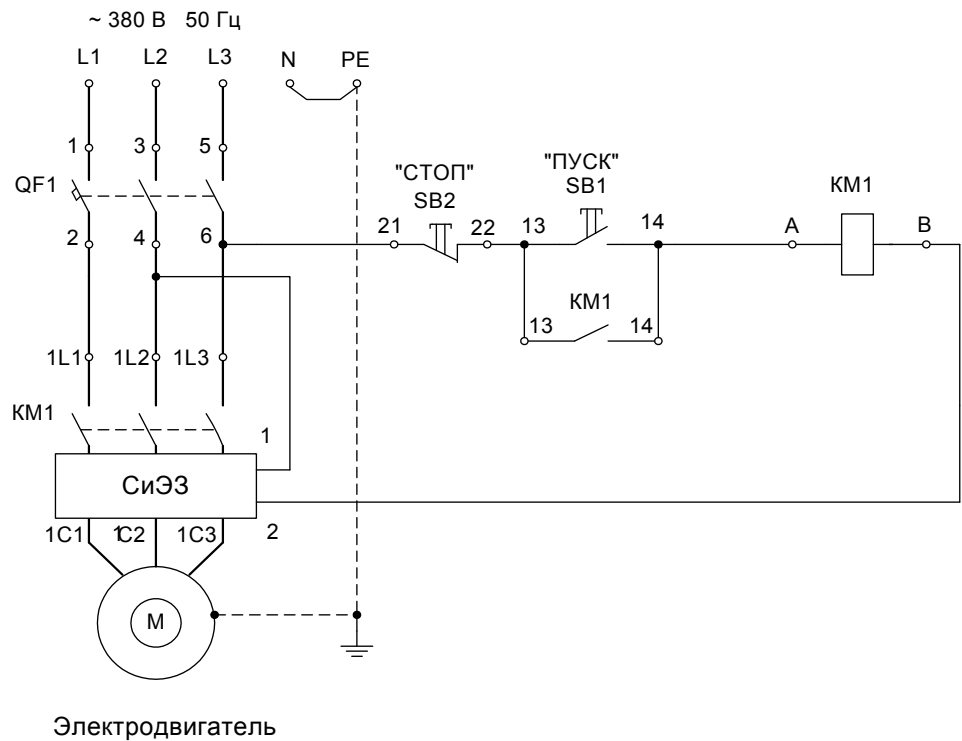 ~ 380 В 50 Гц
L1 L2 L3 N PE
1 3 5
"СТОП" "ПУСК"
QF1 SB2 SB1 КМ1
2 4 6 21 22 13 14 А В
КМ1
13 14
1L1 1L2 1L3
КМ1
1
СиЭЗ
1С1 1С2 1С3 2
М
Электродвигатель